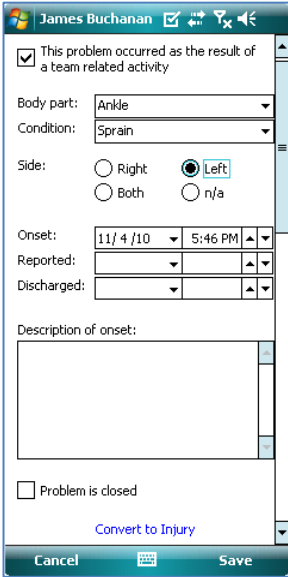 James Buchanan
This problem occurred as the result of
a team related activity
Body part: Ankle
Condition: Sprain
Side: Right Left
Both n/a
Onset: 11/ 4 /10 5:46 PM
Reported:
Discharged:
Description of onset:
Problem is closed
Convert to Injury
Cancel Save